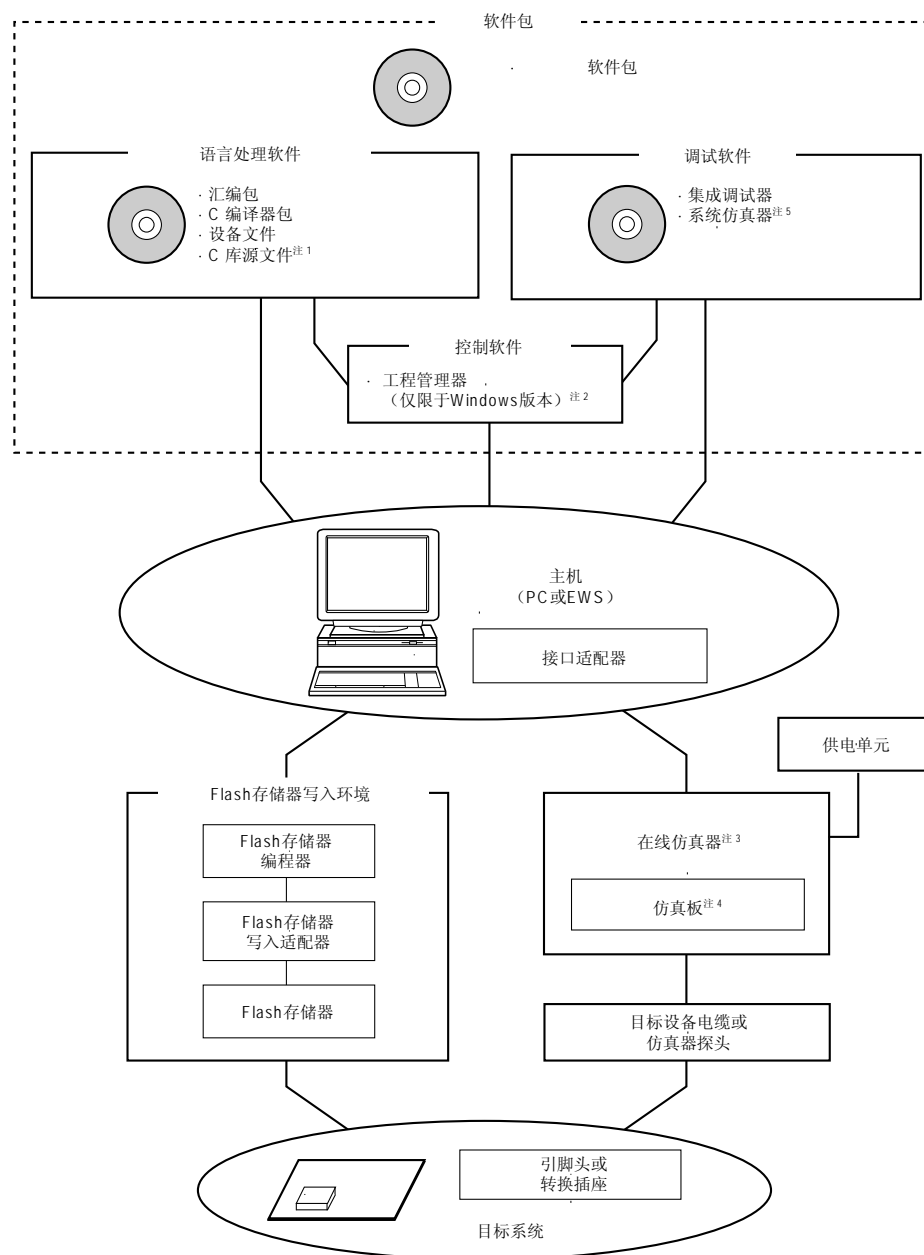 软件包
· 软件包
语言处理软件
· 汇编包
· C 编译器包
· 设备文件
· C 库源文件注 1
调试软件
· 集成调试器
· 系统仿真器注 5
控制软件
· 工程管理器
（仅限于Windows版本）注 2
主机
（PC或EWS）
接口适配器
供电单元
Flash存储器写入环境
Flash存储器
编程器
Flash存储器
写入适配器
Flash存储器
在线仿真器注 3
仿真板注 4
目标设备电缆或
仿真器探头
引脚头或
转换插座
目标系统